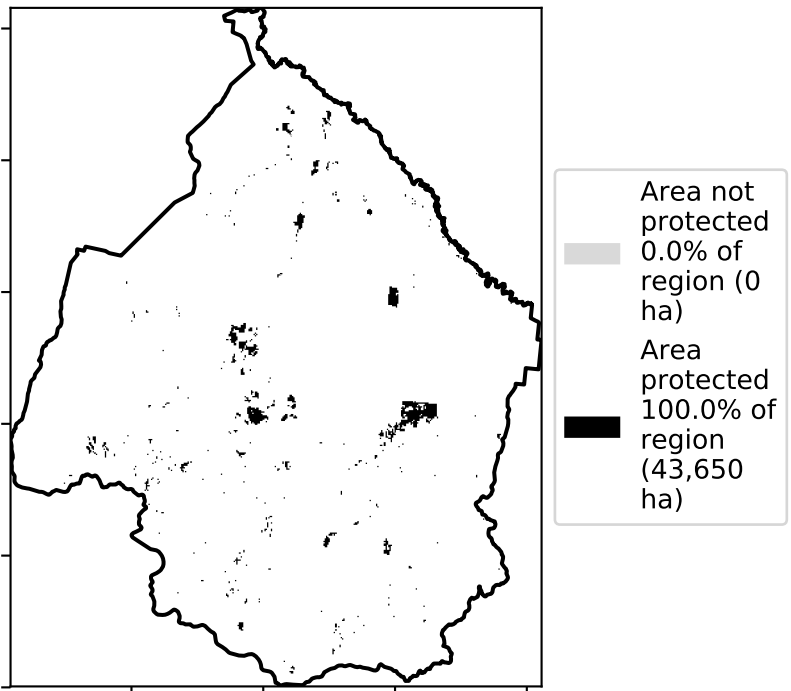 Area not
protected
0.0% of
region (0
ha)
Area
protected
100.0% of
region
(43,650
ha)